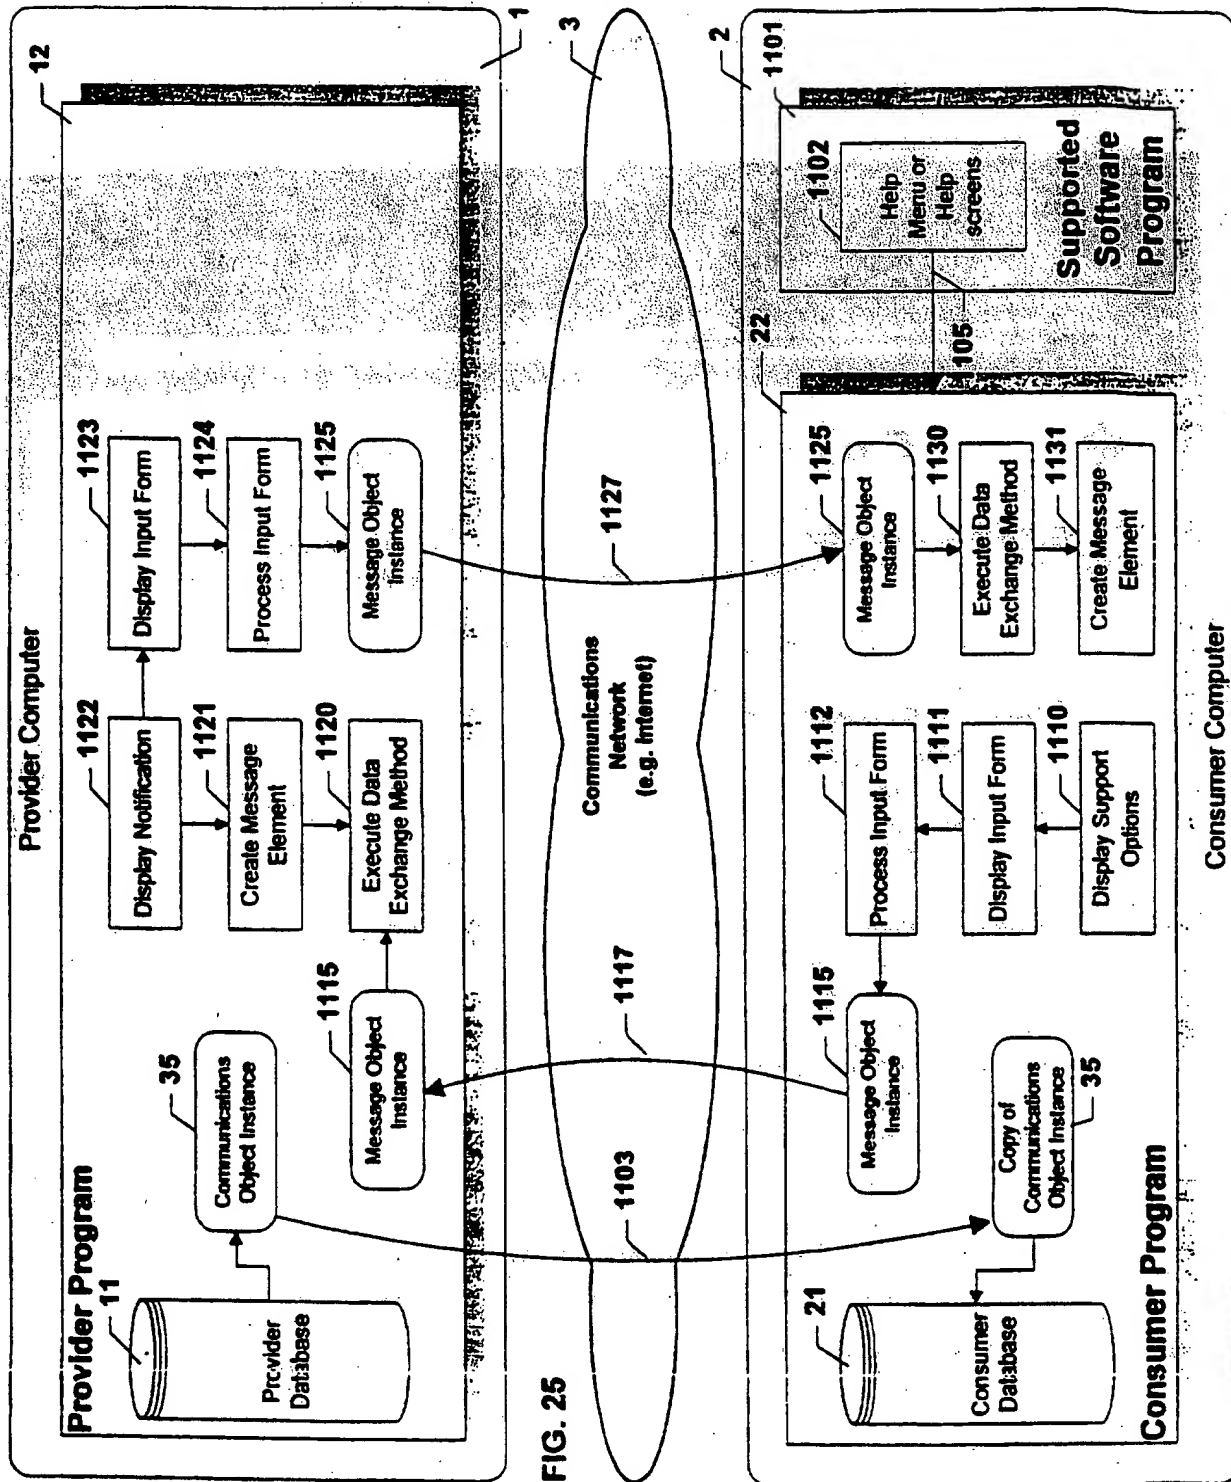 Provider Computer
Provider Program
12
1
11
Provider
Database
35
Communications
Object Instance
1115
Message Object
Instance
1122
Display Notification
1121
Create Message
Element
1120
Execute Data
Exchange Method
1123
Display Input Form
1124
Process Input Form
1125
Message Object
Instance
FIG. 25
3
1103
1117
Communications
Network
(e.g. Internet)
1127
2
22
21
Consumer
Database
Copy of
Communications
Object Instance
35
1115
Message Object
Instance
1112
Process Input Form
1111
Display Input Form
1110
Display Support
Options
1125
Message Object
Instance
1130
Execute Data
Exchange Method
1131
Create Message
Element
105
1101
1102
Help
Menu or
Help
screens
Supported
Software
Program
Consumer Program
Consumer Computer